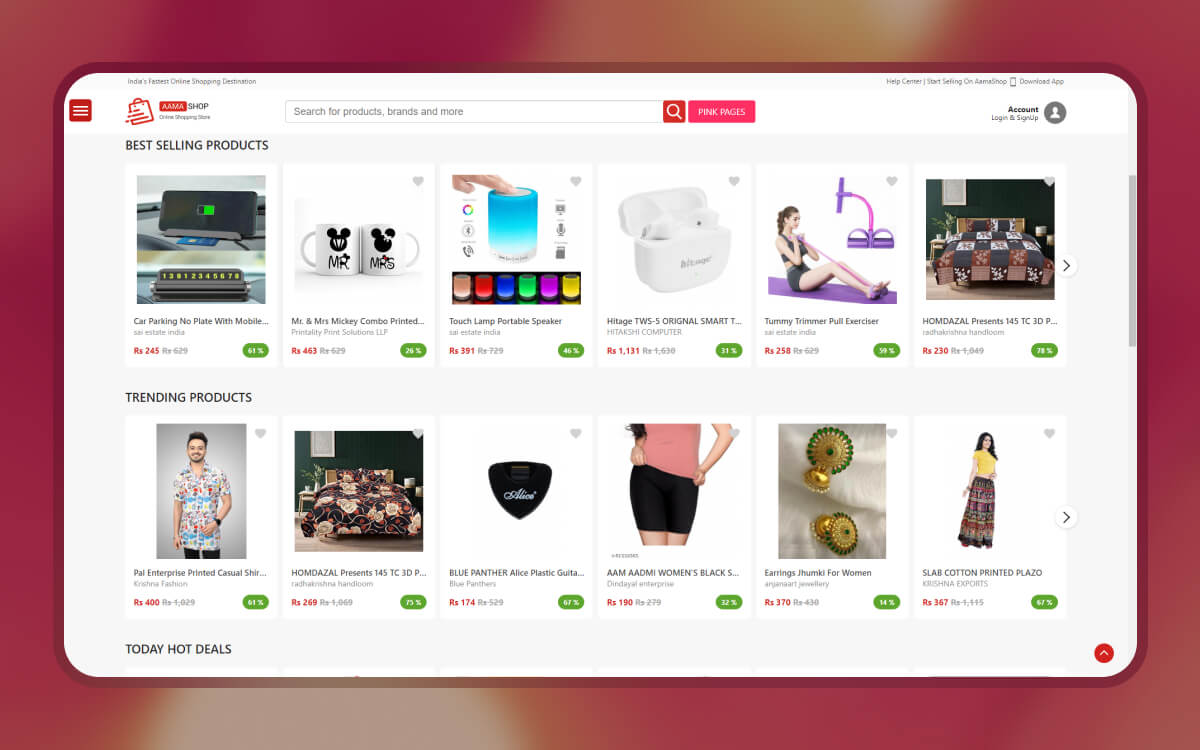 India's Fastest Online Shopping Destination
Help Center | Start Selling On AamaShop Download App
AAMA SHOP
Online Shopping Store
Search for products, brands and more
PINK PAGES
Account
Login & SignUp
BEST SELLING PRODUCTS
1 3 8 1 2 3 4 5 6 7 8
MR.
MRS
hitage
Car Parking No Plate With Mobile...
sai estate india
Rs 245 Rs 629
61 %
Mr. & Mrs Mickey Combo Printed...
Printality Print Solutions LLP
Rs 463 Rs 629
26 %
Touch Lamp Portable Speaker
sai estate india
Rs 391 Rs 729
46 %
Hitage TWS-5 ORIGNAL SMART T...
HITAKSHI COMPUTER
Rs 1,131 Rs 1,630
31 %
Tummy Trimmer Pull Exerciser
sai estate india
Rs 258 Rs 629
59 %
HOMDAZAL Presents 145 TC 3D P...
radhakrishna handloom
Rs 230 Rs 1,049
78 %
TRENDING PRODUCTS
Alice
Pal Enterprise Printed Casual Shir...
Krishna Fashion
Rs 400 Rs 1,029
61 %
HOMDAZAL Presents 145 TC 3D P...
radhakrishna handloom
Rs 269 Rs 1,069
75 %
BLUE PANTHER Alice Plastic Guita...
Blue Panthers
Rs 174 Rs 529
67 %
AAM AADMI WOMEN'S BLACK S...
Dindayal enterprise
Rs 190 Rs 279
32 %
Earrings Jhumki For Women
anjanaart jewellery
Rs 370 Rs 430
14 %
SLAB COTTON PRINTED PLAZO
KRISHNA EXPORTS
Rs 367 Rs 1,115
67 %
TODAY HOT DEALS